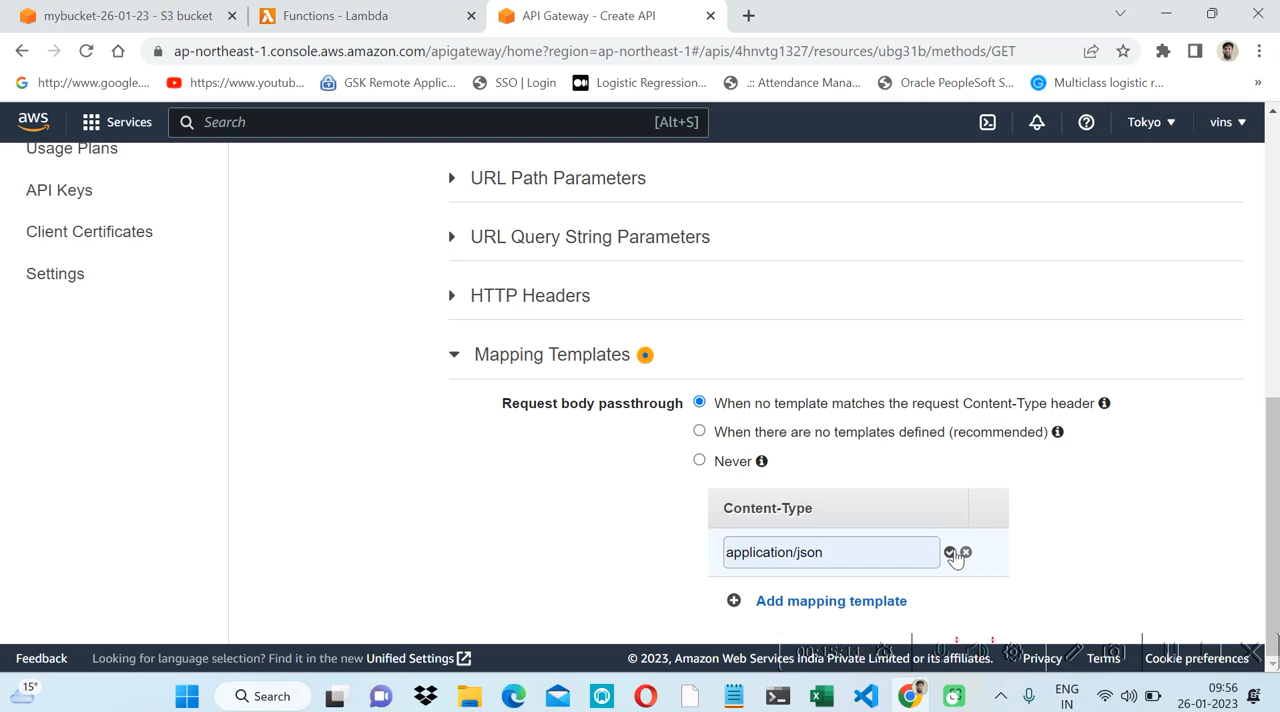 mybucket-26-01-23 - S3 bucket
Functions - Lambda
API Gateway - Create API
ap-northeast-1.console.aws.amazon.com/apigateway/home?region=ap-northeast-1#/apis/4hnvtg1327/resources/ubg31b/methods/GET
http://www.google....
https://www.youtub...
GSK Remote Applic...
SSO | Login
Logistic Regression...
.:: Attendance Mana...
Oracle PeopleSoft S...
Multiclass logistic r...
»
aws
Services
Search
[Alt+S]
Tokyo
vins
Usage Plans
API Keys
Client Certificates
Settings
URL Path Parameters
URL Query String Parameters
HTTP Headers
Mapping Templates
Request body passthrough
When no template matches the request Content-Type header
When there are no templates defined (recommended)
Never
Content-Type
application/json
Add mapping template
Feedback
Looking for language selection? Find it in the new Unified Settings
© 2023, Amazon Web Services India Private Limited or its affiliates.
Privacy
Terms
Cookie preferences
15°
Search
ENG
IN
09:56
26-01-2023